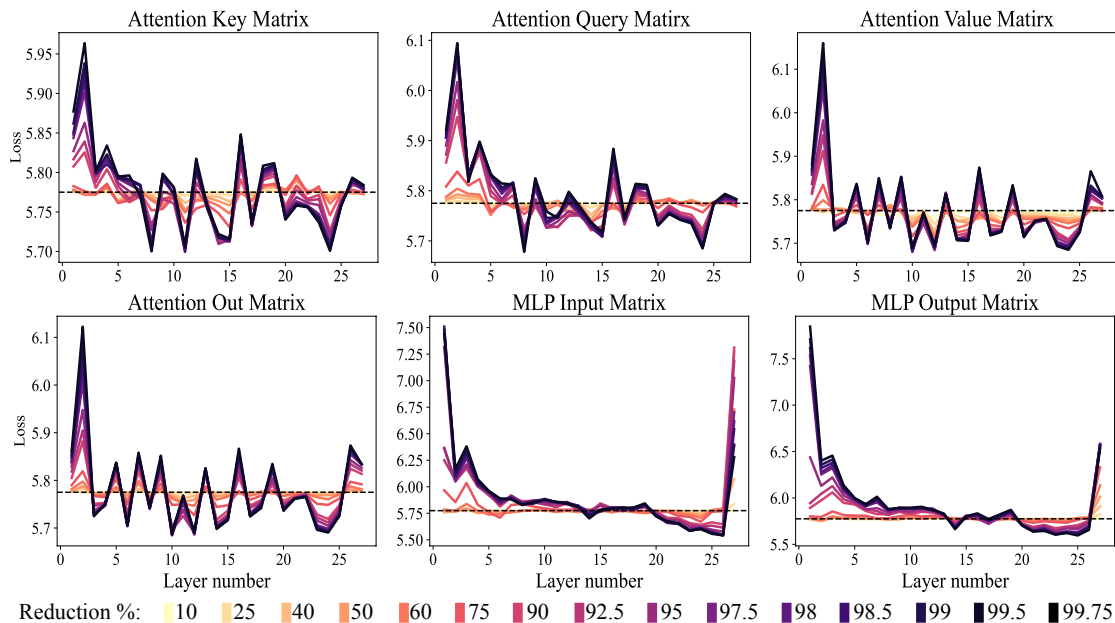 Attention Key Matrix
Attention Query Matirx
Attention Value Matirx
Loss
5.95
5.90
5.85
5.80
5.75
5.70
0 5 10 15 20 25
6.1
6.0
5.9
5.8
5.7
0 5 10 15 20 25
6.1
6.0
5.9
5.8
5.7
0 5 10 15 20 25
Attention Out Matrix
MLP Input Matrix
MLP Output Matrix
Loss
6.1
6.0
5.9
5.8
5.7
0 5 10 15 20 25
Layer number
7.50
7.25
7.00
6.75
6.50
6.25
6.00
5.75
5.50
0 5 10 15 20 25
Layer number
7.5
7.0
6.5
6.0
5.5
0 5 10 15 20 25
Layer number
Reduction %: 10 25 40 50 60 75 90 92.5 95 97.5 98 98.5 99 99.5 99.75